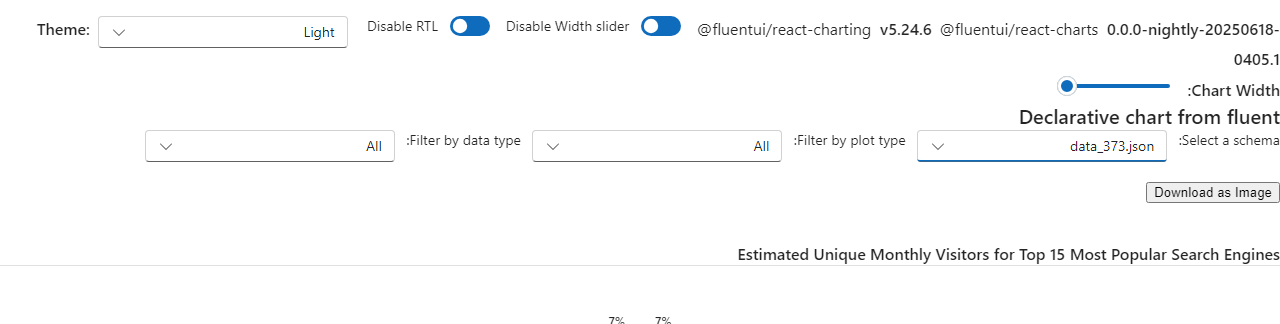 Theme: Light Disable RTL Disable Width slider @fluentui/react-charting v5.24.6 @fluentui/react-charts 0.0.0-nightly-20250618-
0405.1
:Chart Width
Declarative chart from fluent
:Select a schema data_373.json :Filter by plot type All :Filter by data type All
Download as Image
Estimated Unique Monthly Visitors for Top 15 Most Popular Search Engines
7% 7%